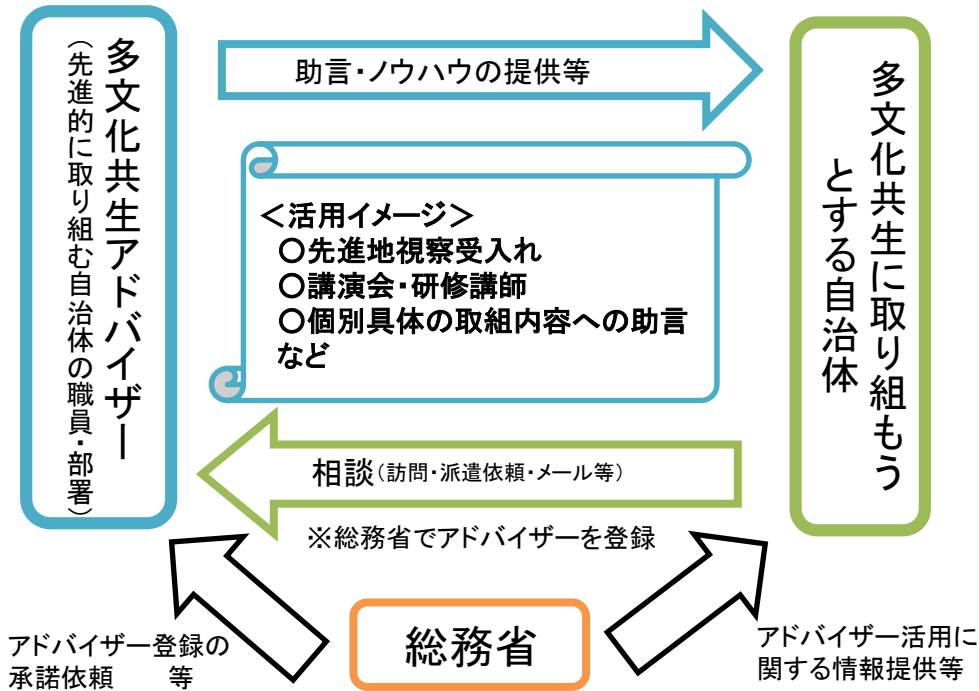 多文化共生アドバイザー
（先進的に取り組む自治体の職員・部署）
助言・ノウハウの提供等
＜活用イメージ＞
○先進地視察受入れ
○講演会・研修講師
○個別具体の取組内容への助言
など
多文化共生に取り組もう
とする自治体
相談（訪問・派遣依頼・メール等）
※総務省でアドバイザーを登録
総務省
アドバイザー登録の
承諾依頼　　等
アドバイザー活用に
関する情報提供等